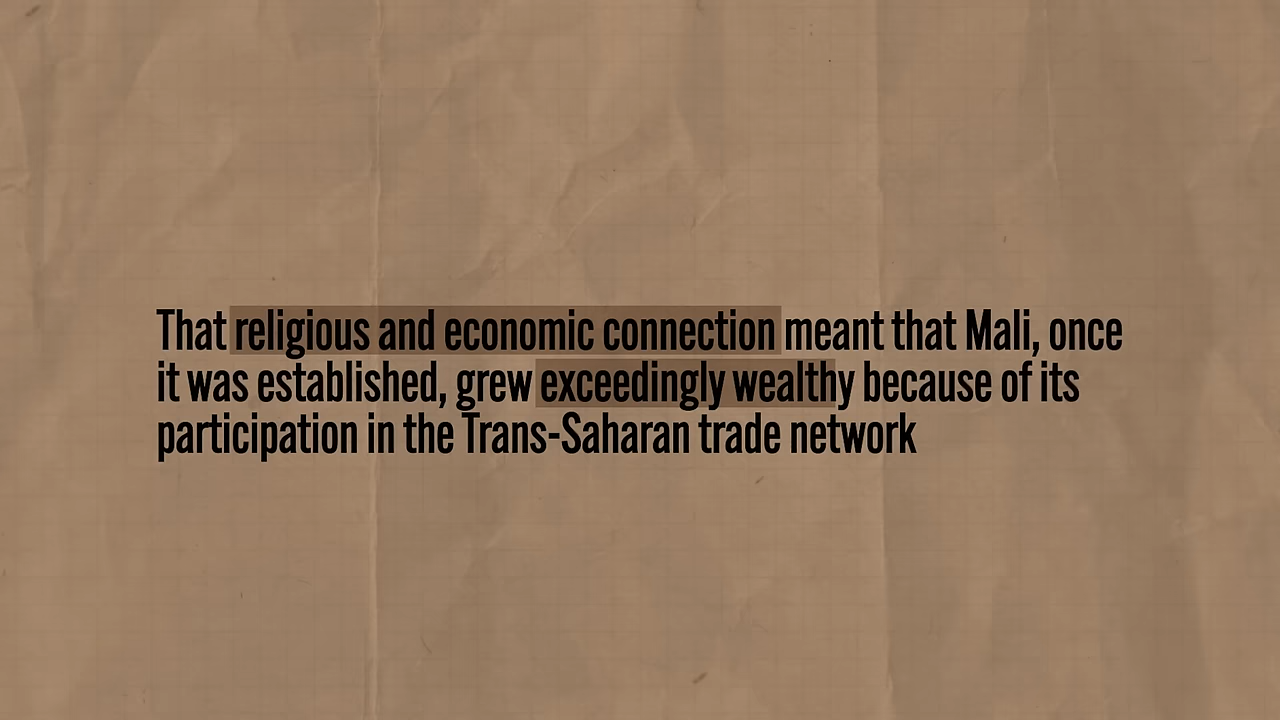 That religious and economic connection meant that Mali, once
it was established, grew exceedingly wealthy because of its
participation in the Trans-Saharan trade network